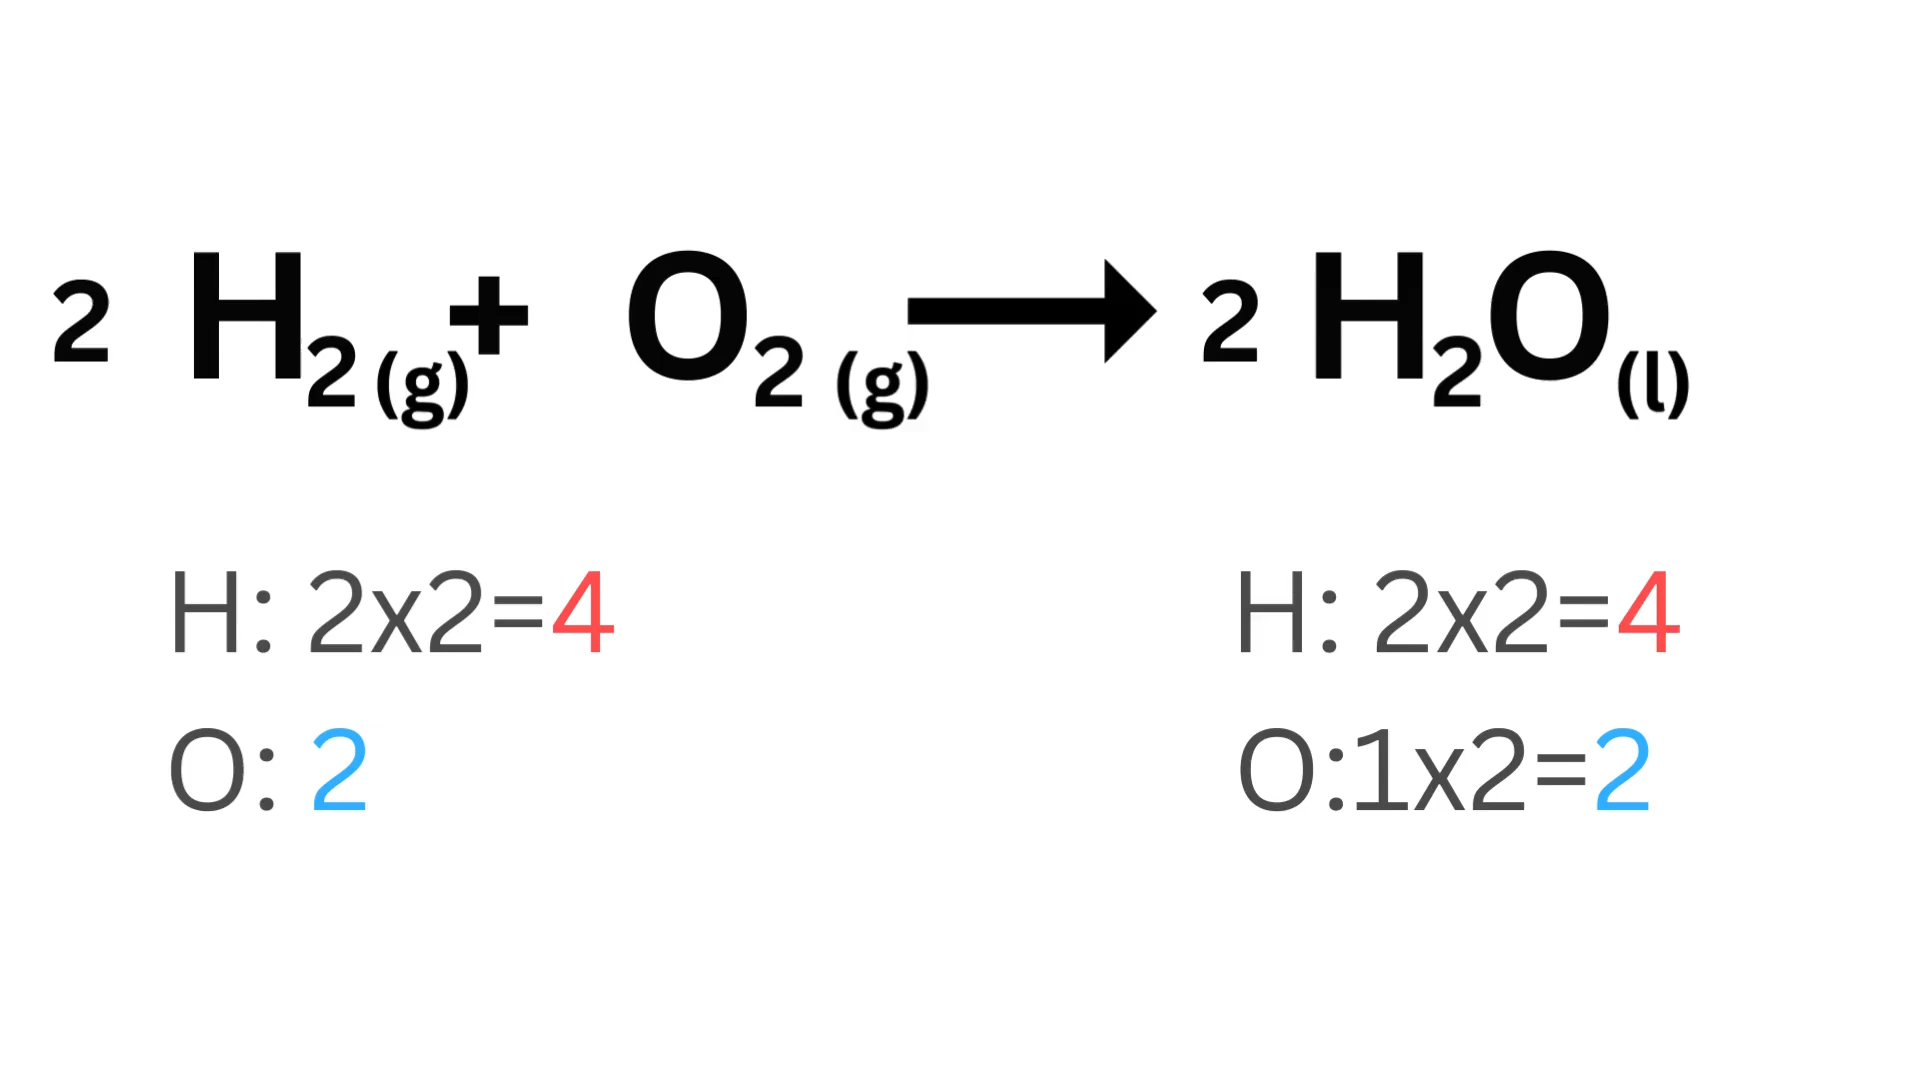 2 H₂ (g) + O₂ (g) → 2 H₂O (l)
H: 2x2=4 H: 2x2=4
O: 2 O:1x2=2